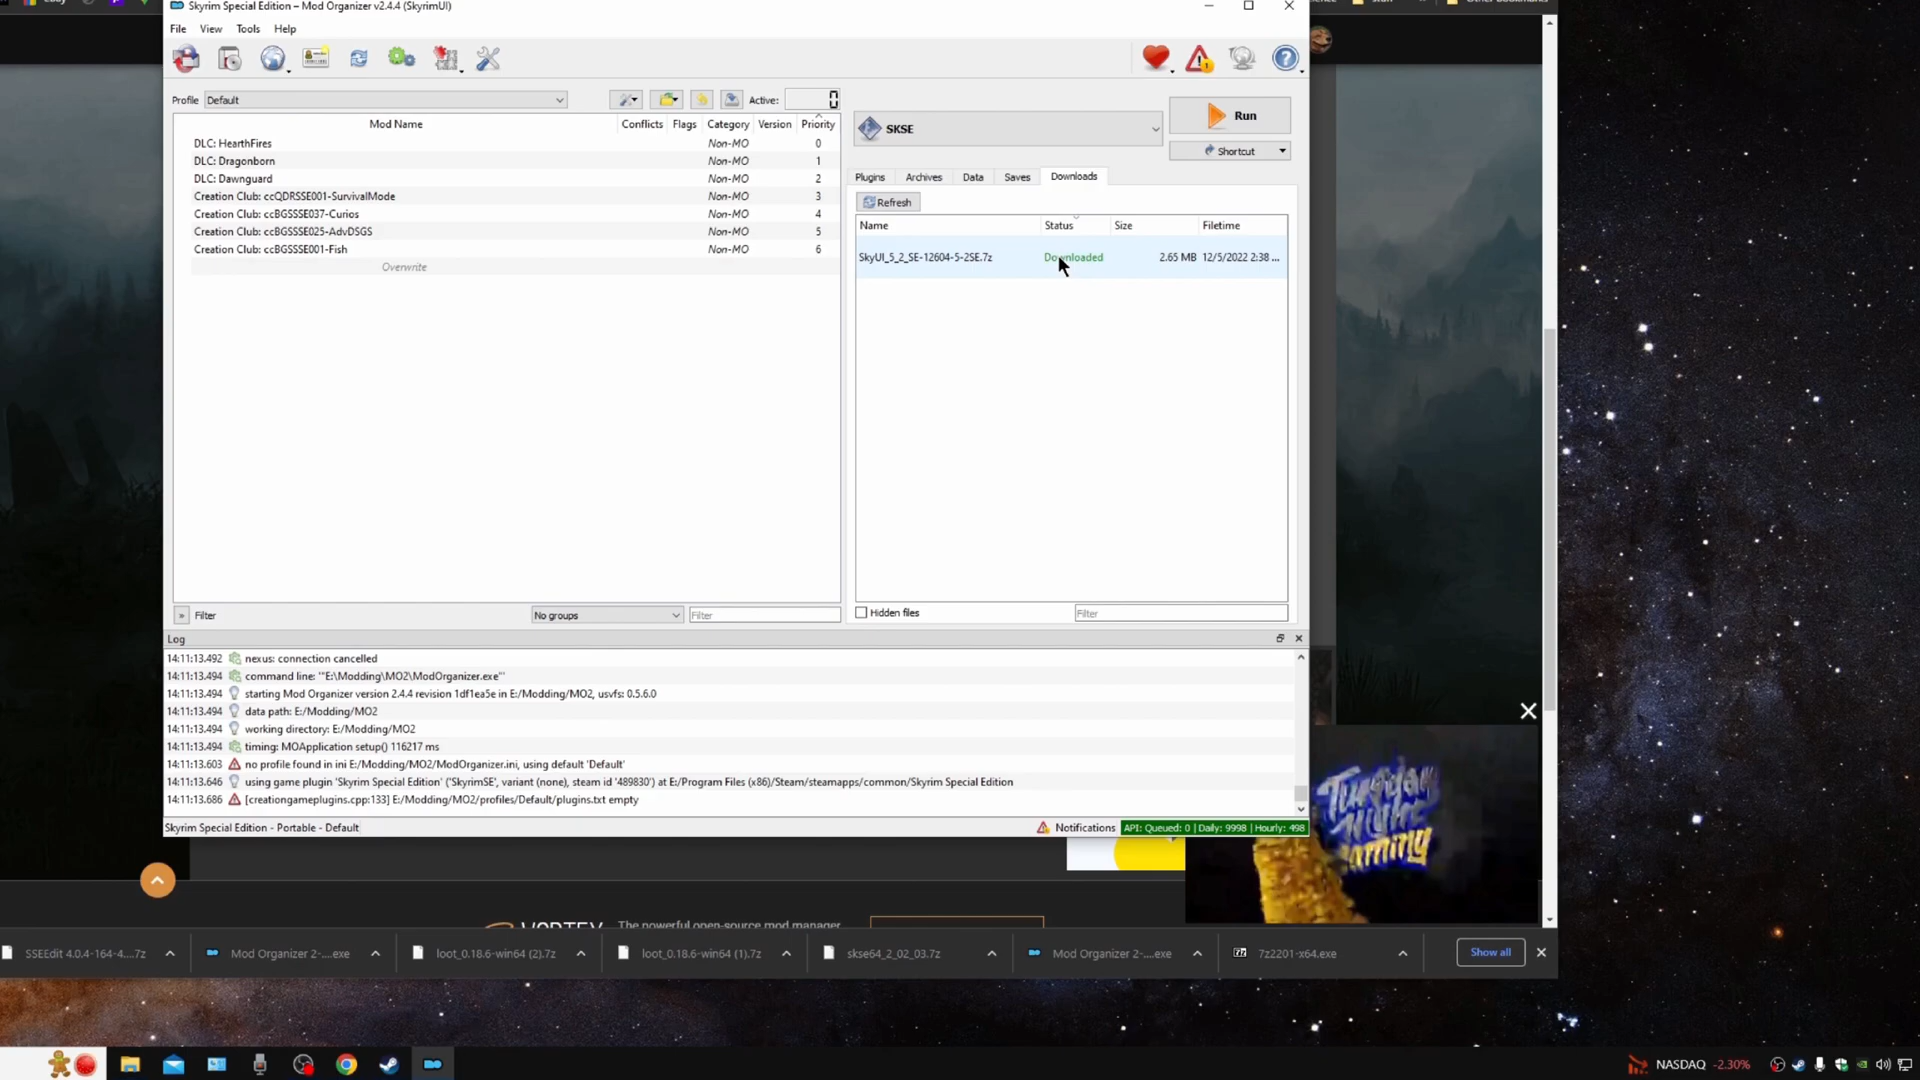 Skyrim Special Edition – Mod Organizer v2.4.4 (SkyrimUI)
File View Tools Help
Profile Default Active: 0
Mod Name Conflicts Flags Category Version Priority
DLC: HearthFires Non-MO 0
DLC: Dragonborn Non-MO 1
DLC: Dawnguard Non-MO 2
Creation Club: ccQDRSSE001-SurvivalMode Non-MO 3
Creation Club: ccBGSSSE037-Curios Non-MO 4
Creation Club: ccBGSSSE025-AdvDSGS Non-MO 5
Creation Club: ccBGSSSE001-Fish Non-MO 6
Overwrite
SKSE
Run
Shortcut
Plugins Archives Data Saves Downloads
Refresh
Name Status Size Filetime
SkyUI_5_2_SE-12604-5-2SE.7z Downloaded 2.65 MB 12/5/2022 2:38 ...
» Filter No groups Filter
Hidden files Filter
Log
14:11:13.492 nexus: connection cancelled
14:11:13.494 command line: '"E:\Modding\MO2\ModOrganizer.exe"'
14:11:13.494 starting Mod Organizer version 2.4.4 revision 1df1ea5e in E:/Modding/MO2, usvfs: 0.5.6.0
14:11:13.494 data path: E:/Modding/MO2
14:11:13.494 working directory: E:/Modding/MO2
14:11:13.494 timing: MOApplication setup() 116217 ms
14:11:13.603 no profile found in ini E:/Modding/MO2/ModOrganizer.ini, using default 'Default'
14:11:13.646 using game plugin 'Skyrim Special Edition' ('SkyrimSE', variant (none), steam id '489830') at E:/Program Files (x86)/Steam/steamapps/common/Skyrim Special Edition
14:11:13.686 [creationgameplugins.cpp:133] E:/Modding/MO2/profiles/Default/plugins.txt empty
Skyrim Special Edition - Portable - Default Notifications API: Queued: 0 | Daily: 9998 | Hourly: 498
Tuesday
Night
Gaming
VORTEX The powerful open-source mod manager
SSEEdit 4.0.4-164-4....7z Mod Organizer 2-....exe loot_0.18.6-win64 (2).7z loot_0.18.6-win64 (1).7z skse64_2_02_03.7z Mod Organizer 2-....exe 7z2201-x64.exe Show all
NASDAQ -2.30%